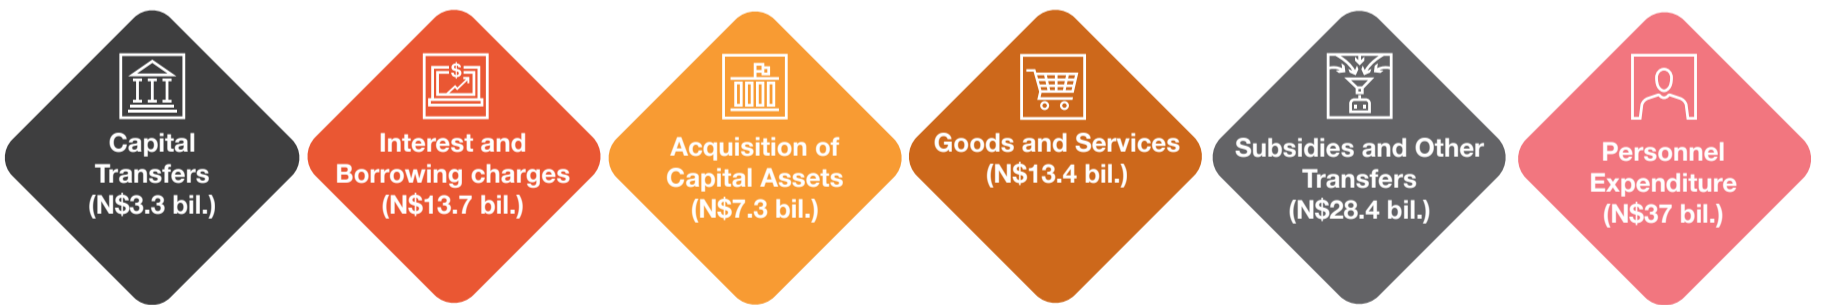 Capital
Transfers
(N$3.3 bil.)
$
Interest and
Borrowing charges
(N$13.7 bil.)
Acquisition of
Capital Assets
(N$7.3 bil.)
Goods and Services
(N$13.4 bil.)
Subsidies and Other
Transfers
(N$28.4 bil.)
Personnel
Expenditure
(N$37 bil.)